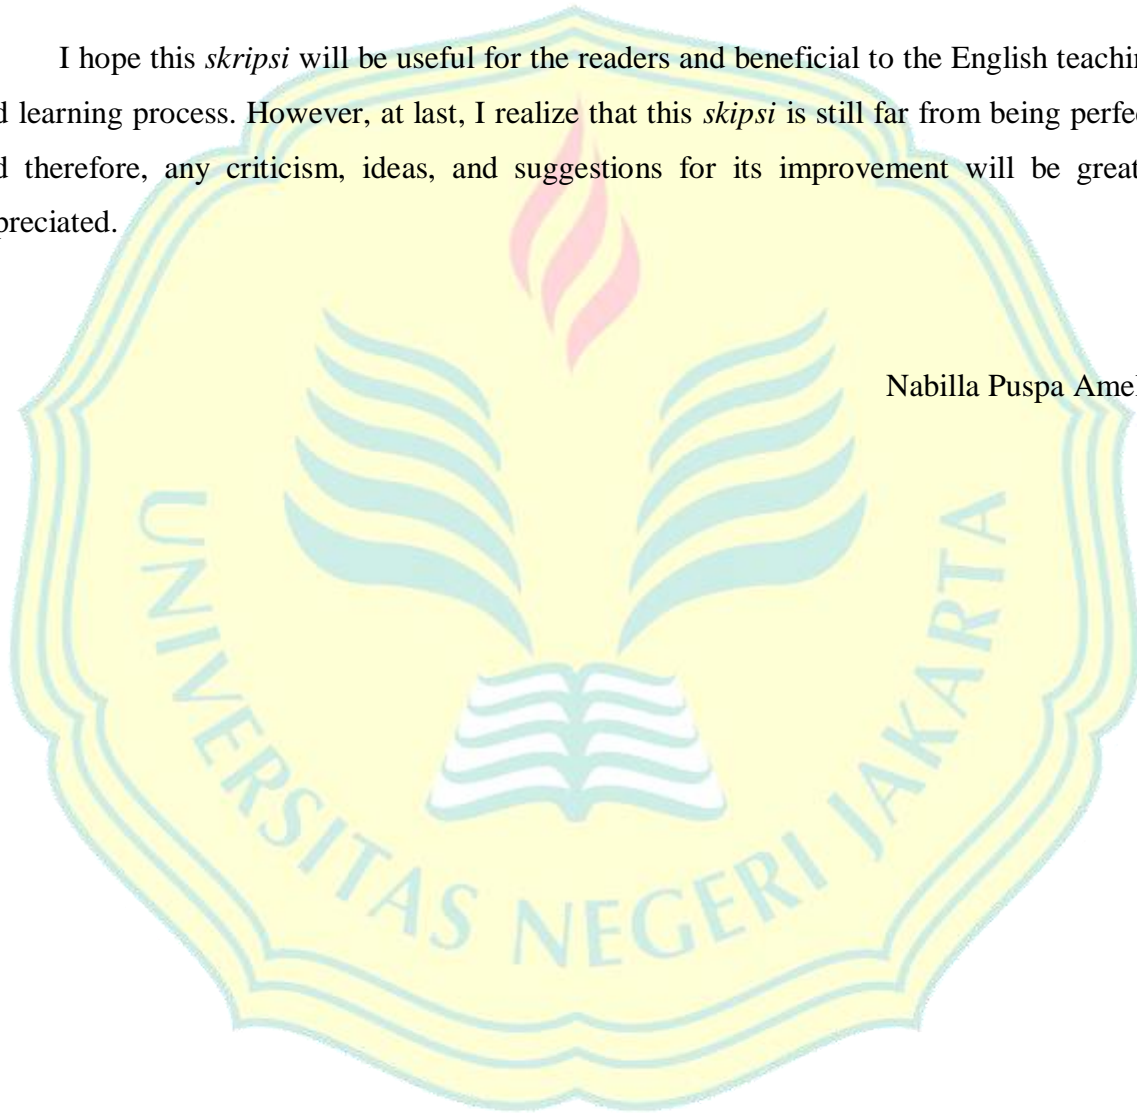 I hope this skripsi will be useful for the readers and beneficial to the English teachin
d learning process. However, at last, I realize that this skipsi is still far from being perfec
d therefore, any criticism, ideas, and suggestions for its improvement will be great
preciated.
Nabilla Puspa Amel
UNIVERSITAS NEGERI JAKARTA